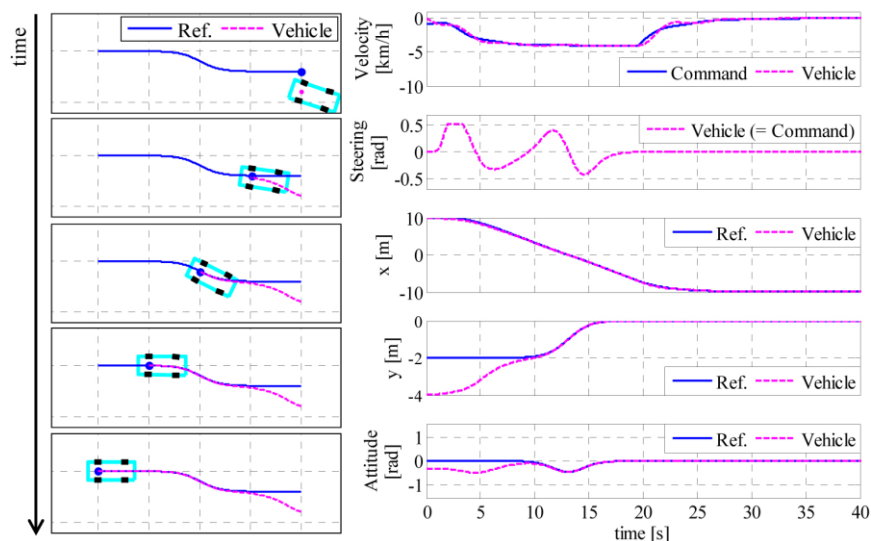 time
Ref. Vehicle
Velocity
[km/h]
0
-5
-10
Command Vehicle
Steering
[rad]
0.5
0
-0.5
Vehicle (= Command)
x [m]
10
0
-10
Ref. Vehicle
y [m]
0
-2
-4
Ref. Vehicle
Attitude
[rad]
1
0
-1
Ref. Vehicle
0 5 10 15 20 25 30 35 40
time [s]